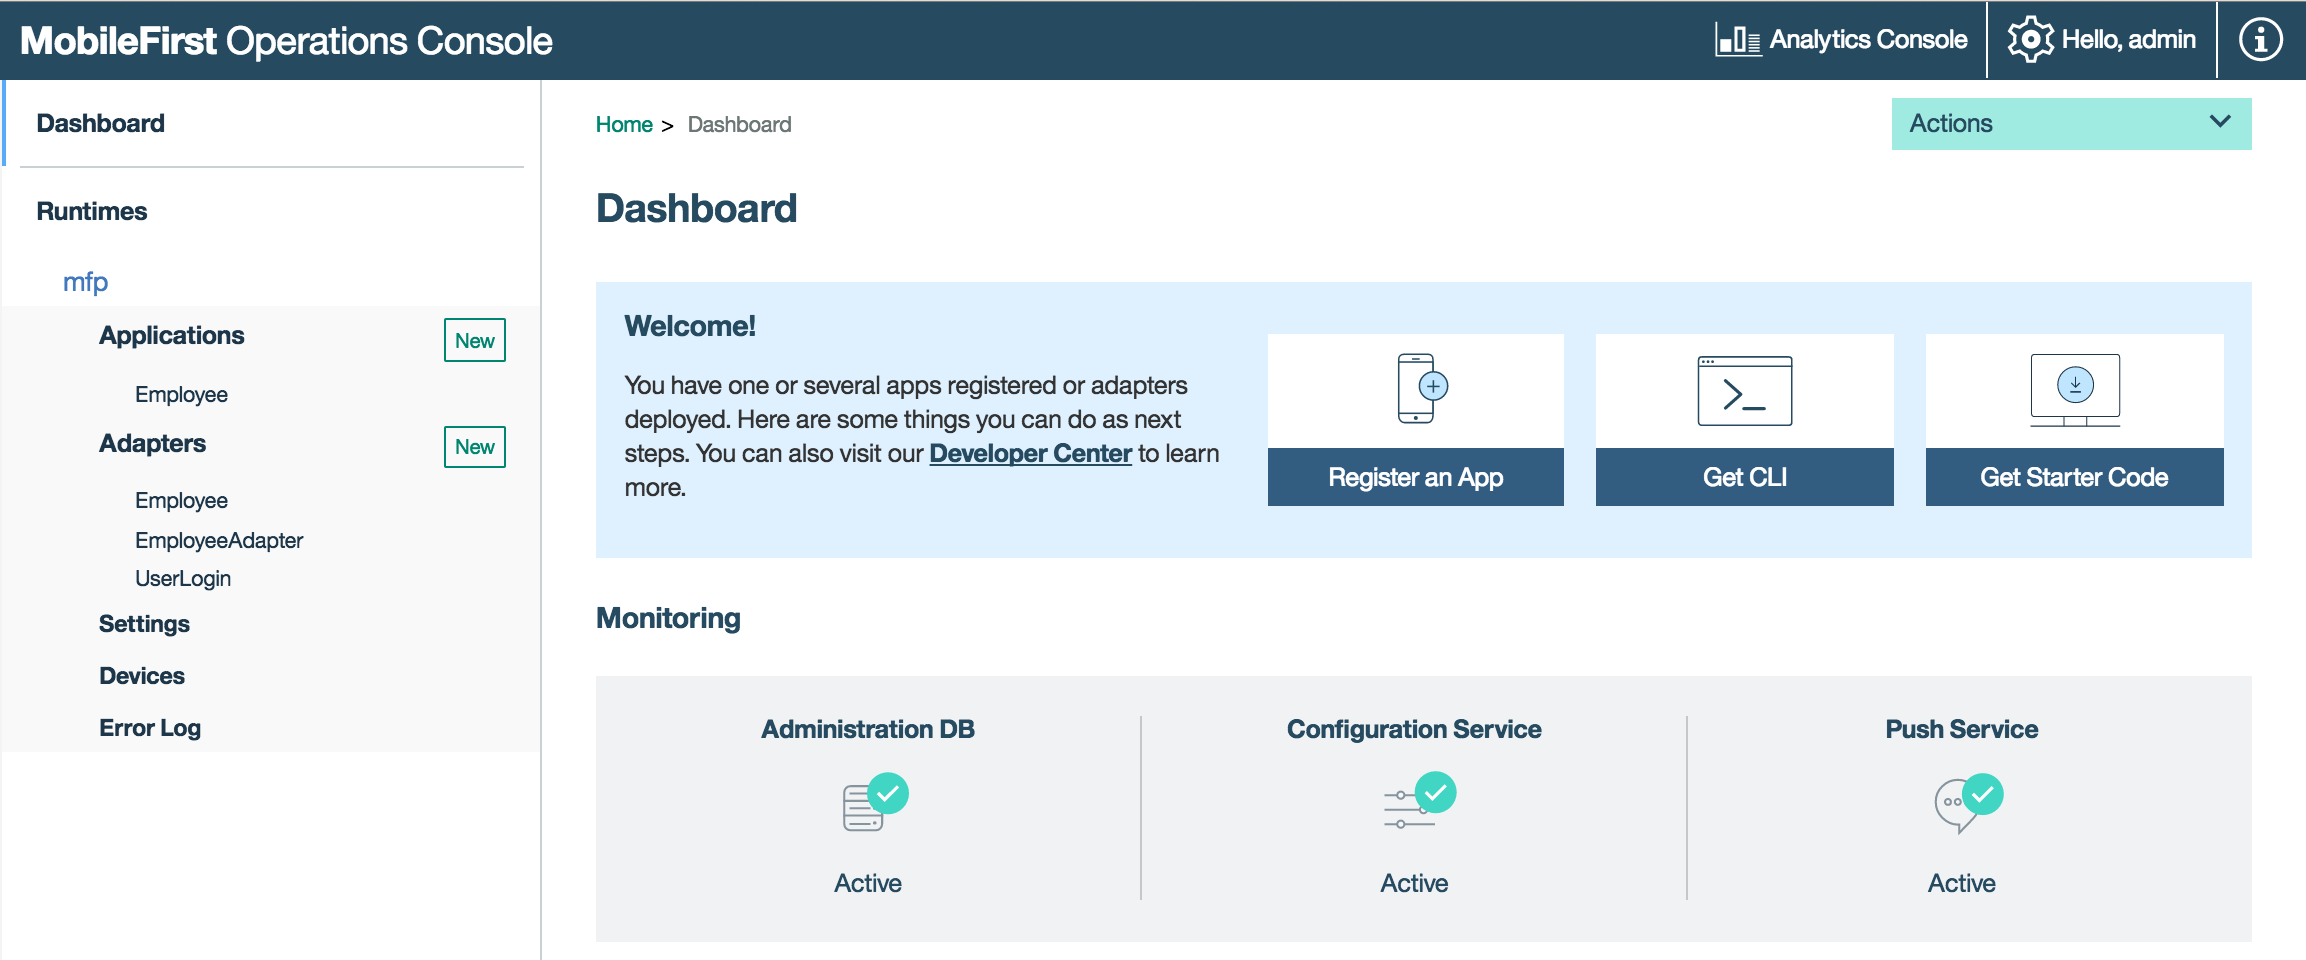 MobileFirst Operations Console
Analytics Console
Hello, admin
Dashboard
Runtimes
mfp
Applications
New
Employee
Adapters
New
Employee
EmployeeAdapter
UserLogin
Settings
Devices
Error Log
Home > Dashboard
Actions
Dashboard
Welcome!
You have one or several apps registered or adapters
deployed. Here are some things you can do as next
steps. You can also visit our Developer Center to learn
more.
Register an App
Get CLI
Get Starter Code
Monitoring
Administration DB
Active
Configuration Service
Active
Push Service
Active